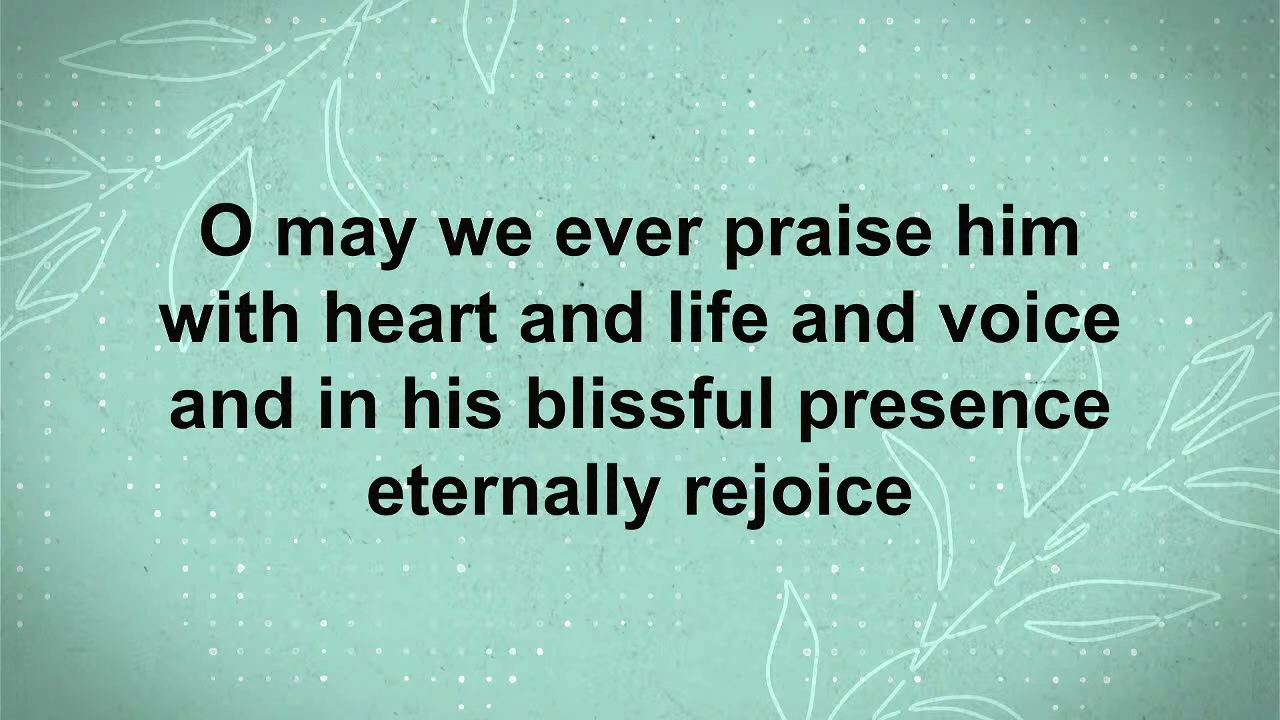 O may we ever praise him
with heart and life and voice
and in his blissful presence
eternally rejoice